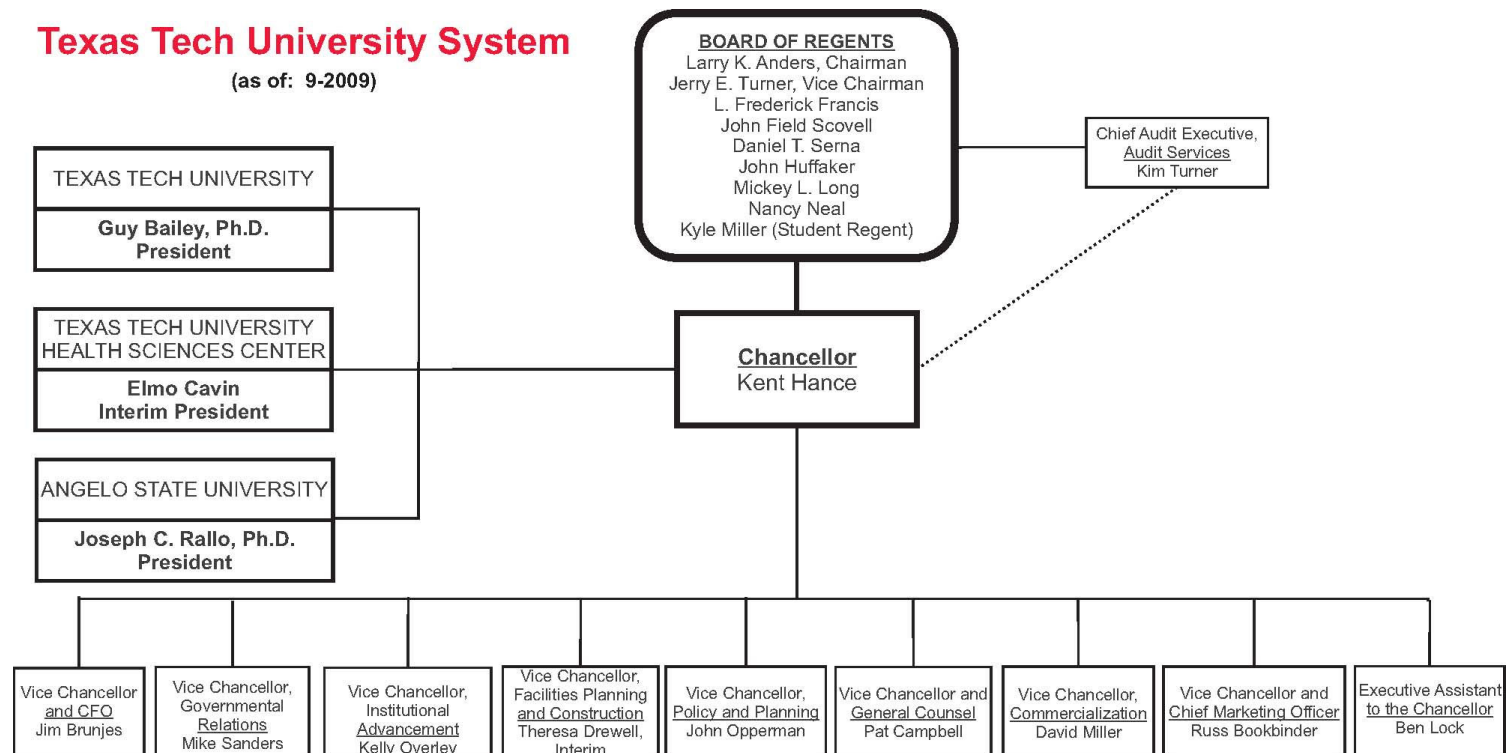 Texas Tech University System
(as of: 9-2009)
BOARD OF REGENTS
Larry K. Anders, Chairman
Jerry E. Turner, Vice Chairman
L. Frederick Francis
John Field Scovell
Daniel T. Serna
John Huffaker
Mickey L. Long
Nancy Neal
Kyle Miller (Student Regent)
Chief Audit Executive,
Audit Services
Kim Turner
TEXAS TECH UNIVERSITY
Guy Bailey, Ph.D.
President
TEXAS TECH UNIVERSITY
HEALTH SCIENCES CENTER
Elmo Cavin
Interim President
ANGELO STATE UNIVERSITY
Joseph C. Rallo, Ph.D.
President
Chancellor
Kent Hance
Vice Chancellor
and CFO
Jim Brunjes
Vice Chancellor,
Governmental
Relations
Mike Sanders
Vice Chancellor,
Institutional
Advancement
Kelly Overley
Vice Chancellor,
Facilities Planning
and Construction
Theresa Drewell,
Interim
Vice Chancellor,
Policy and Planning
John Opperman
Vice Chancellor and
General Counsel
Pat Campbell
Vice Chancellor,
Commercialization
David Miller
Vice Chancellor and
Chief Marketing Officer
Russ Bookbinder
Executive Assistant
to the Chancellor
Ben Lock